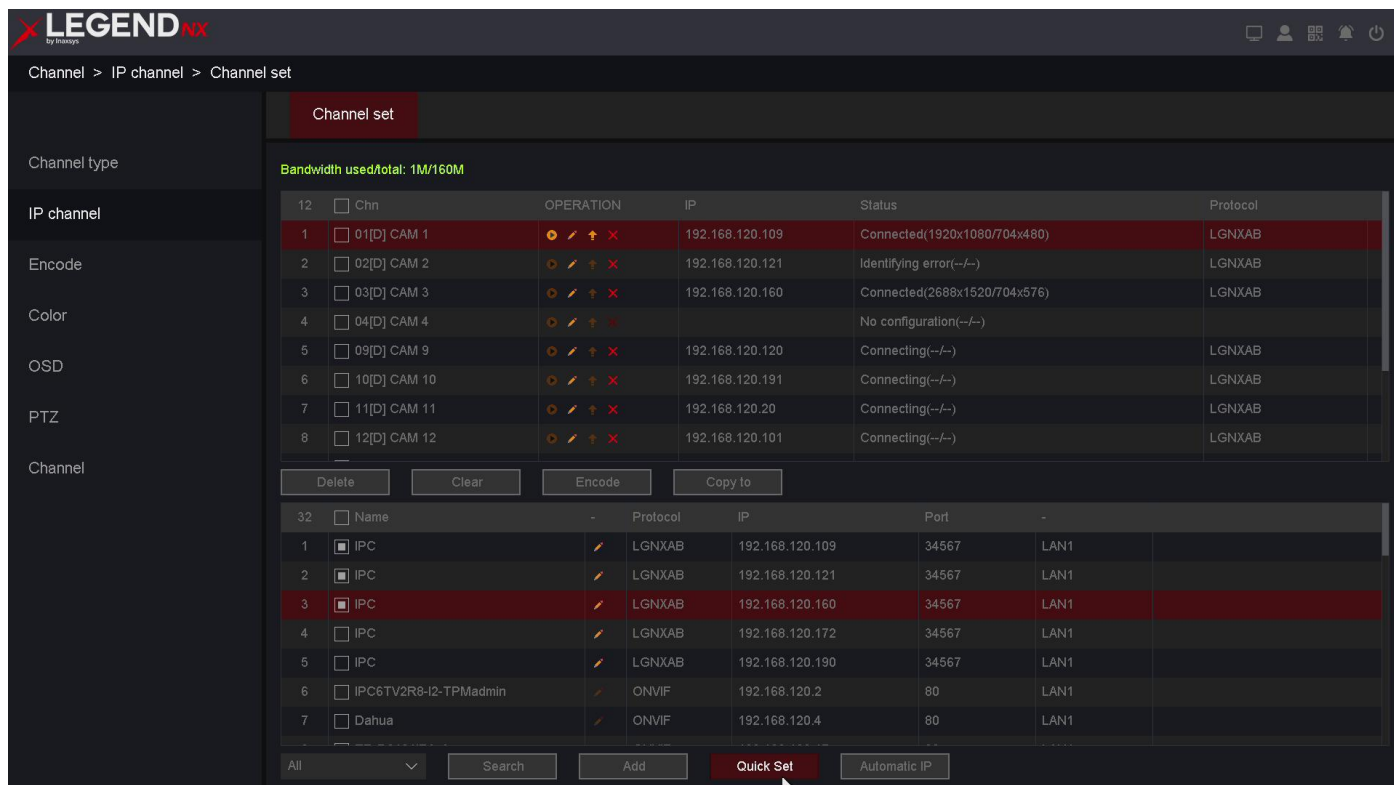 LEGEND NX
by Inaxsys
Channel > IP channel > Channel set
Channel set
Channel type
IP channel
Encode
Color
OSD
PTZ
Channel
Bandwidth used/total: 1M/160M
12 Chn OPERATION IP Status Protocol
1 01[D] CAM 1 192.168.120.109 Connected(1920x1080/704x480) LGNXAB
2 02[D] CAM 2 192.168.120.121 Identifying error(--/--) LGNXAB
3 03[D] CAM 3 192.168.120.160 Connected(2688x1520/704x576) LGNXAB
4 04[D] CAM 4 No configuration(--/--)
5 09[D] CAM 9 192.168.120.120 Connecting(--/--) LGNXAB
6 10[D] CAM 10 192.168.120.191 Connecting(--/--) LGNXAB
7 11[D] CAM 11 192.168.120.20 Connecting(--/--) LGNXAB
8 12[D] CAM 12 192.168.120.101 Connecting(--/--) LGNXAB
Delete Clear Encode Copy to
32 Name - Protocol IP Port -
1 IPC LGNXAB 192.168.120.109 34567 LAN1
2 IPC LGNXAB 192.168.120.121 34567 LAN1
3 IPC LGNXAB 192.168.120.160 34567 LAN1
4 IPC LGNXAB 192.168.120.172 34567 LAN1
5 IPC LGNXAB 192.168.120.190 34567 LAN1
6 IPC6TV2R8-I2-TPMadmin ONVIF 192.168.120.2 80 LAN1
7 Dahua ONVIF 192.168.120.4 80 LAN1
All Search Add Quick Set Automatic IP